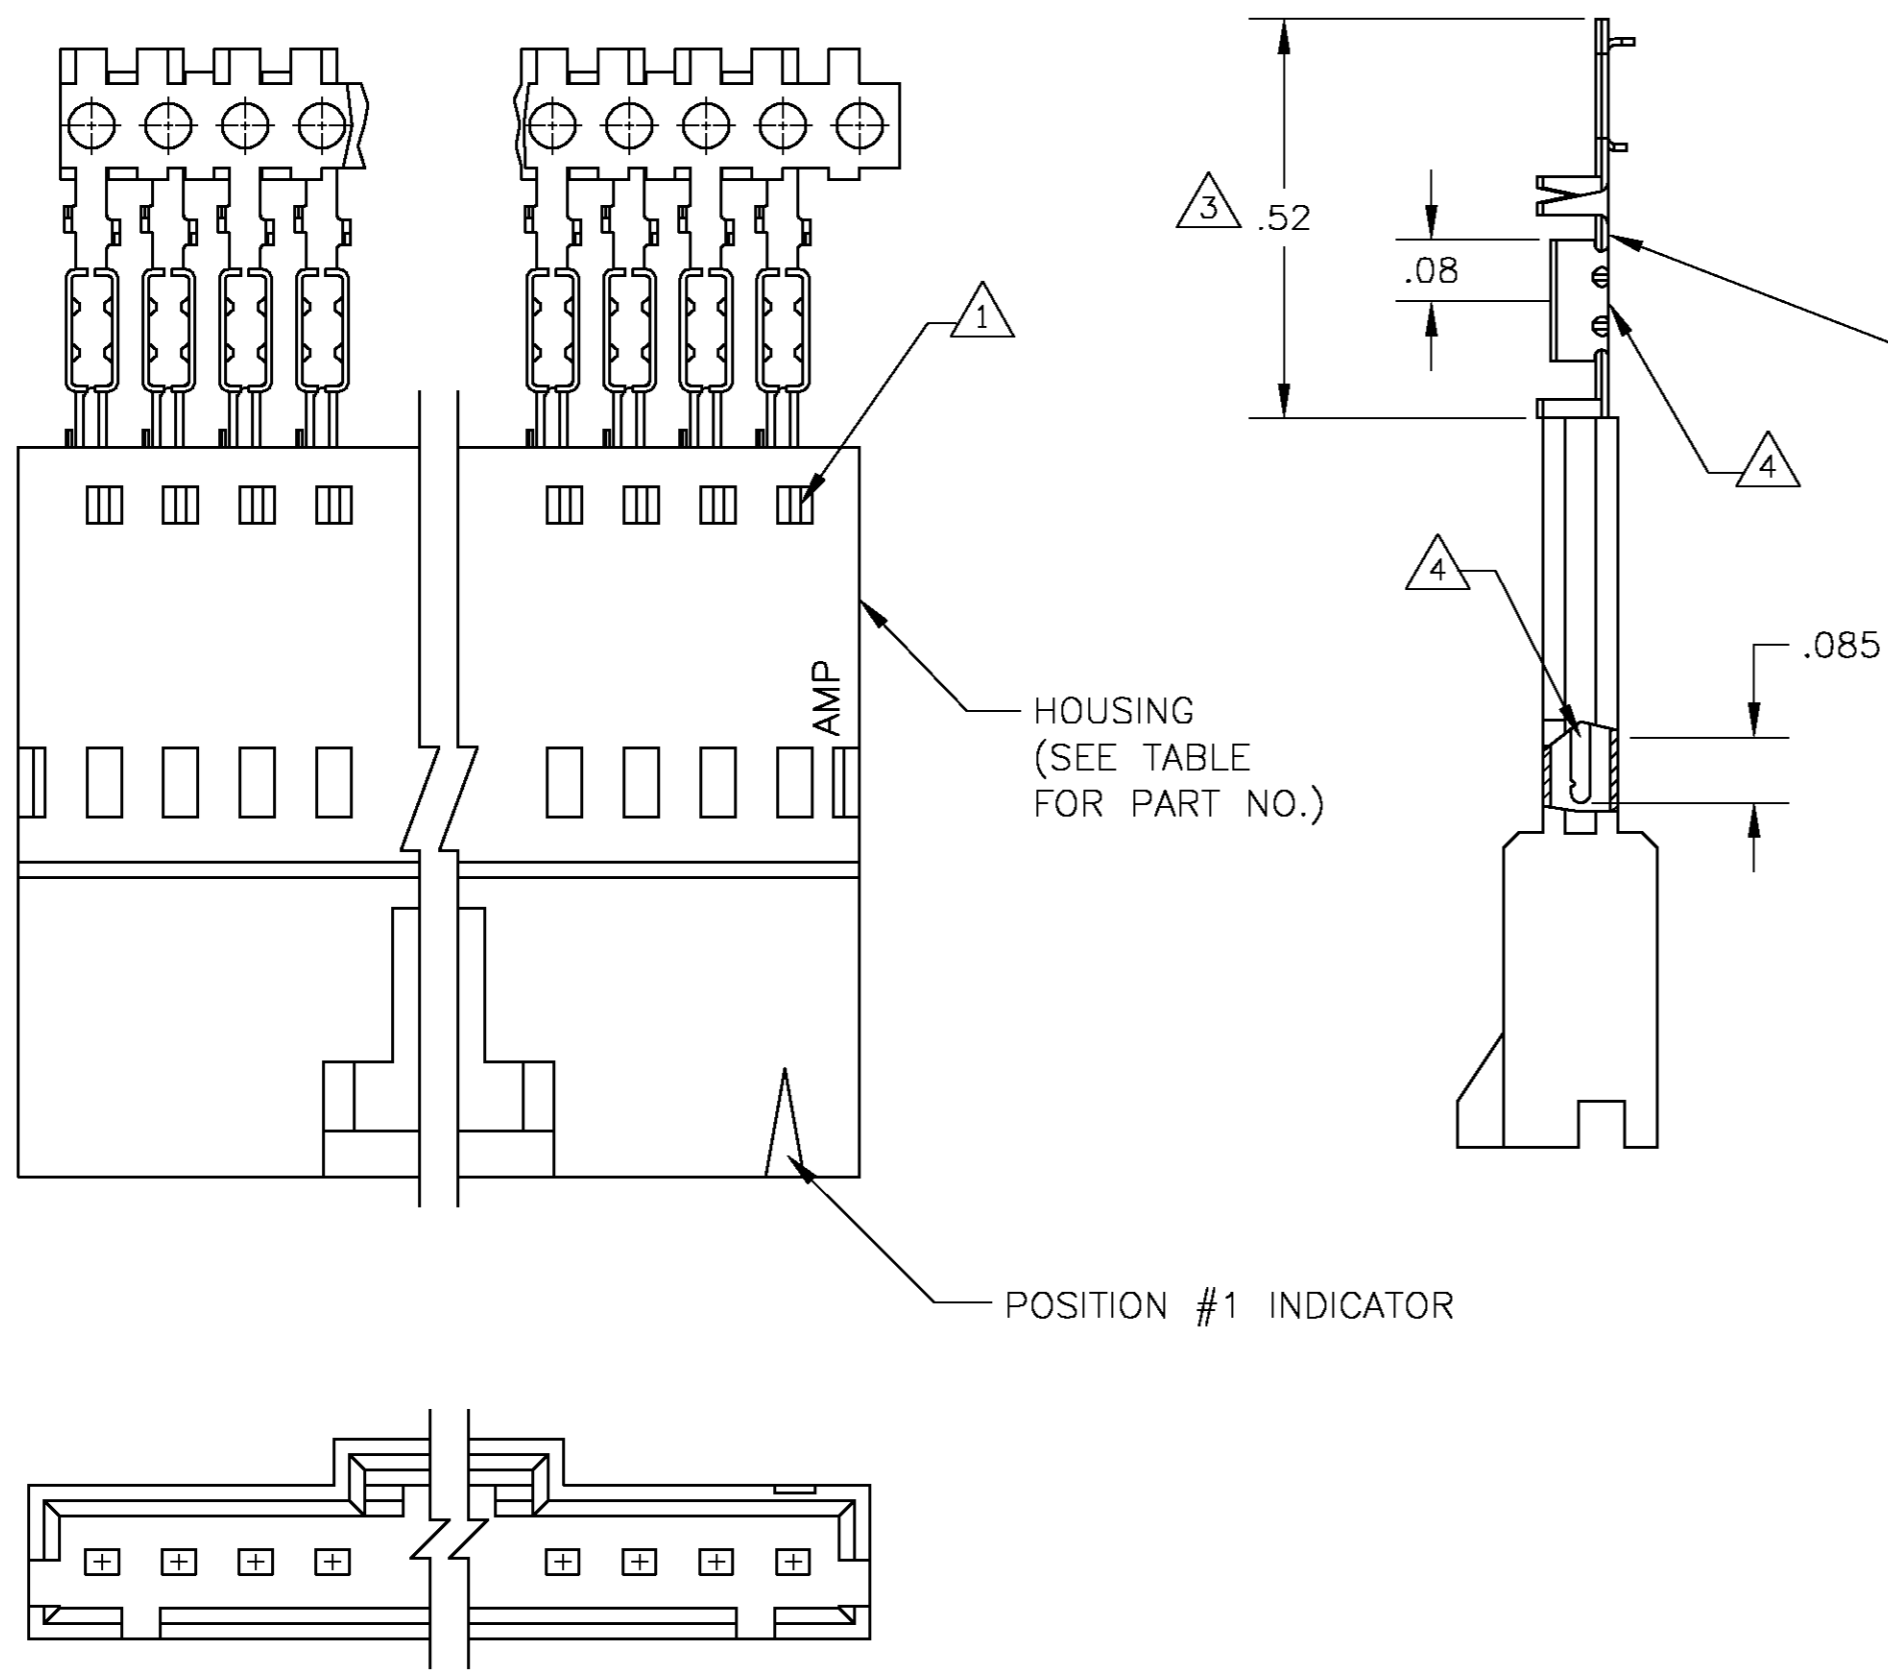 3 .52
.08
1
4
4
.085
AMP
HOUSING
(SEE TABLE
FOR PART NO.)
POSITION #1 INDICATOR